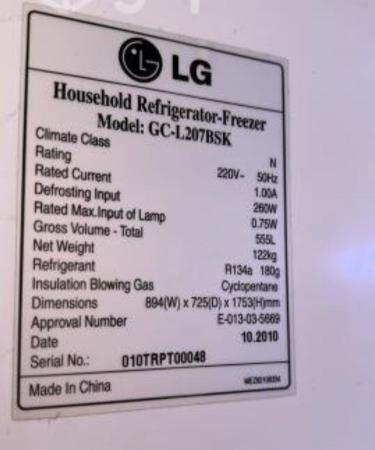 LG
Household Refrigerator-Freezer
Model: GC-L207BSK
Climate Class N
Rating 220V~ 50Hz
Rated Current 1.00A
Defrosting Input 260W
Rated Max.Input of Lamp 0.75W
Gross Volume - Total 555L
Net Weight 122kg
Refrigerant R134a 180g
Insulation Blowing Gas Cyclopentane
Dimensions 894(W) x 725(D) x 1753(H)mm
Approval Number E-013-03-5669
Date 10.2010
Serial No.: 010TRPT00048
Made In China